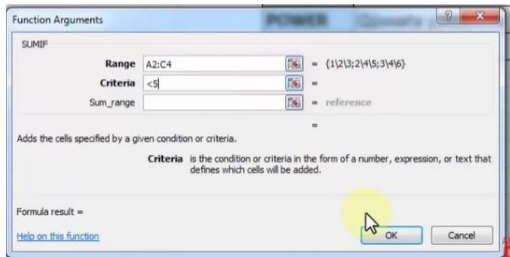 Function Arguments
POWER
SUMIF
Range A2:C4 = {1\2\3;2\4\5;3\4\6}
Criteria <5 =
Sum_range = reference
=
Adds the cells specified by a given condition or criteria.
Criteria is the condition or criteria in the form of a number, expression, or text that
defines which cells will be added.
Formula result =
Help on this function OK Cancel